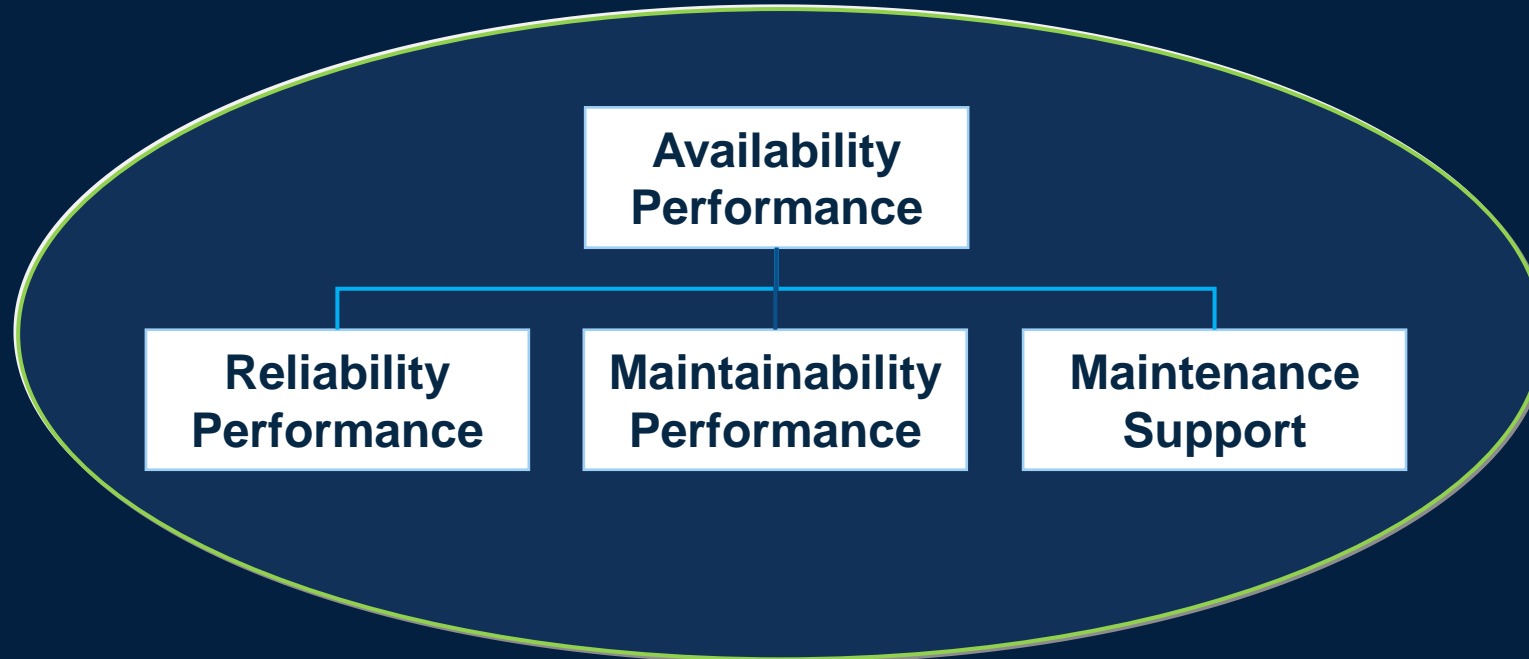 Availability
Performance
Reliability
Performance
Maintainability
Performance
Maintenance
Support